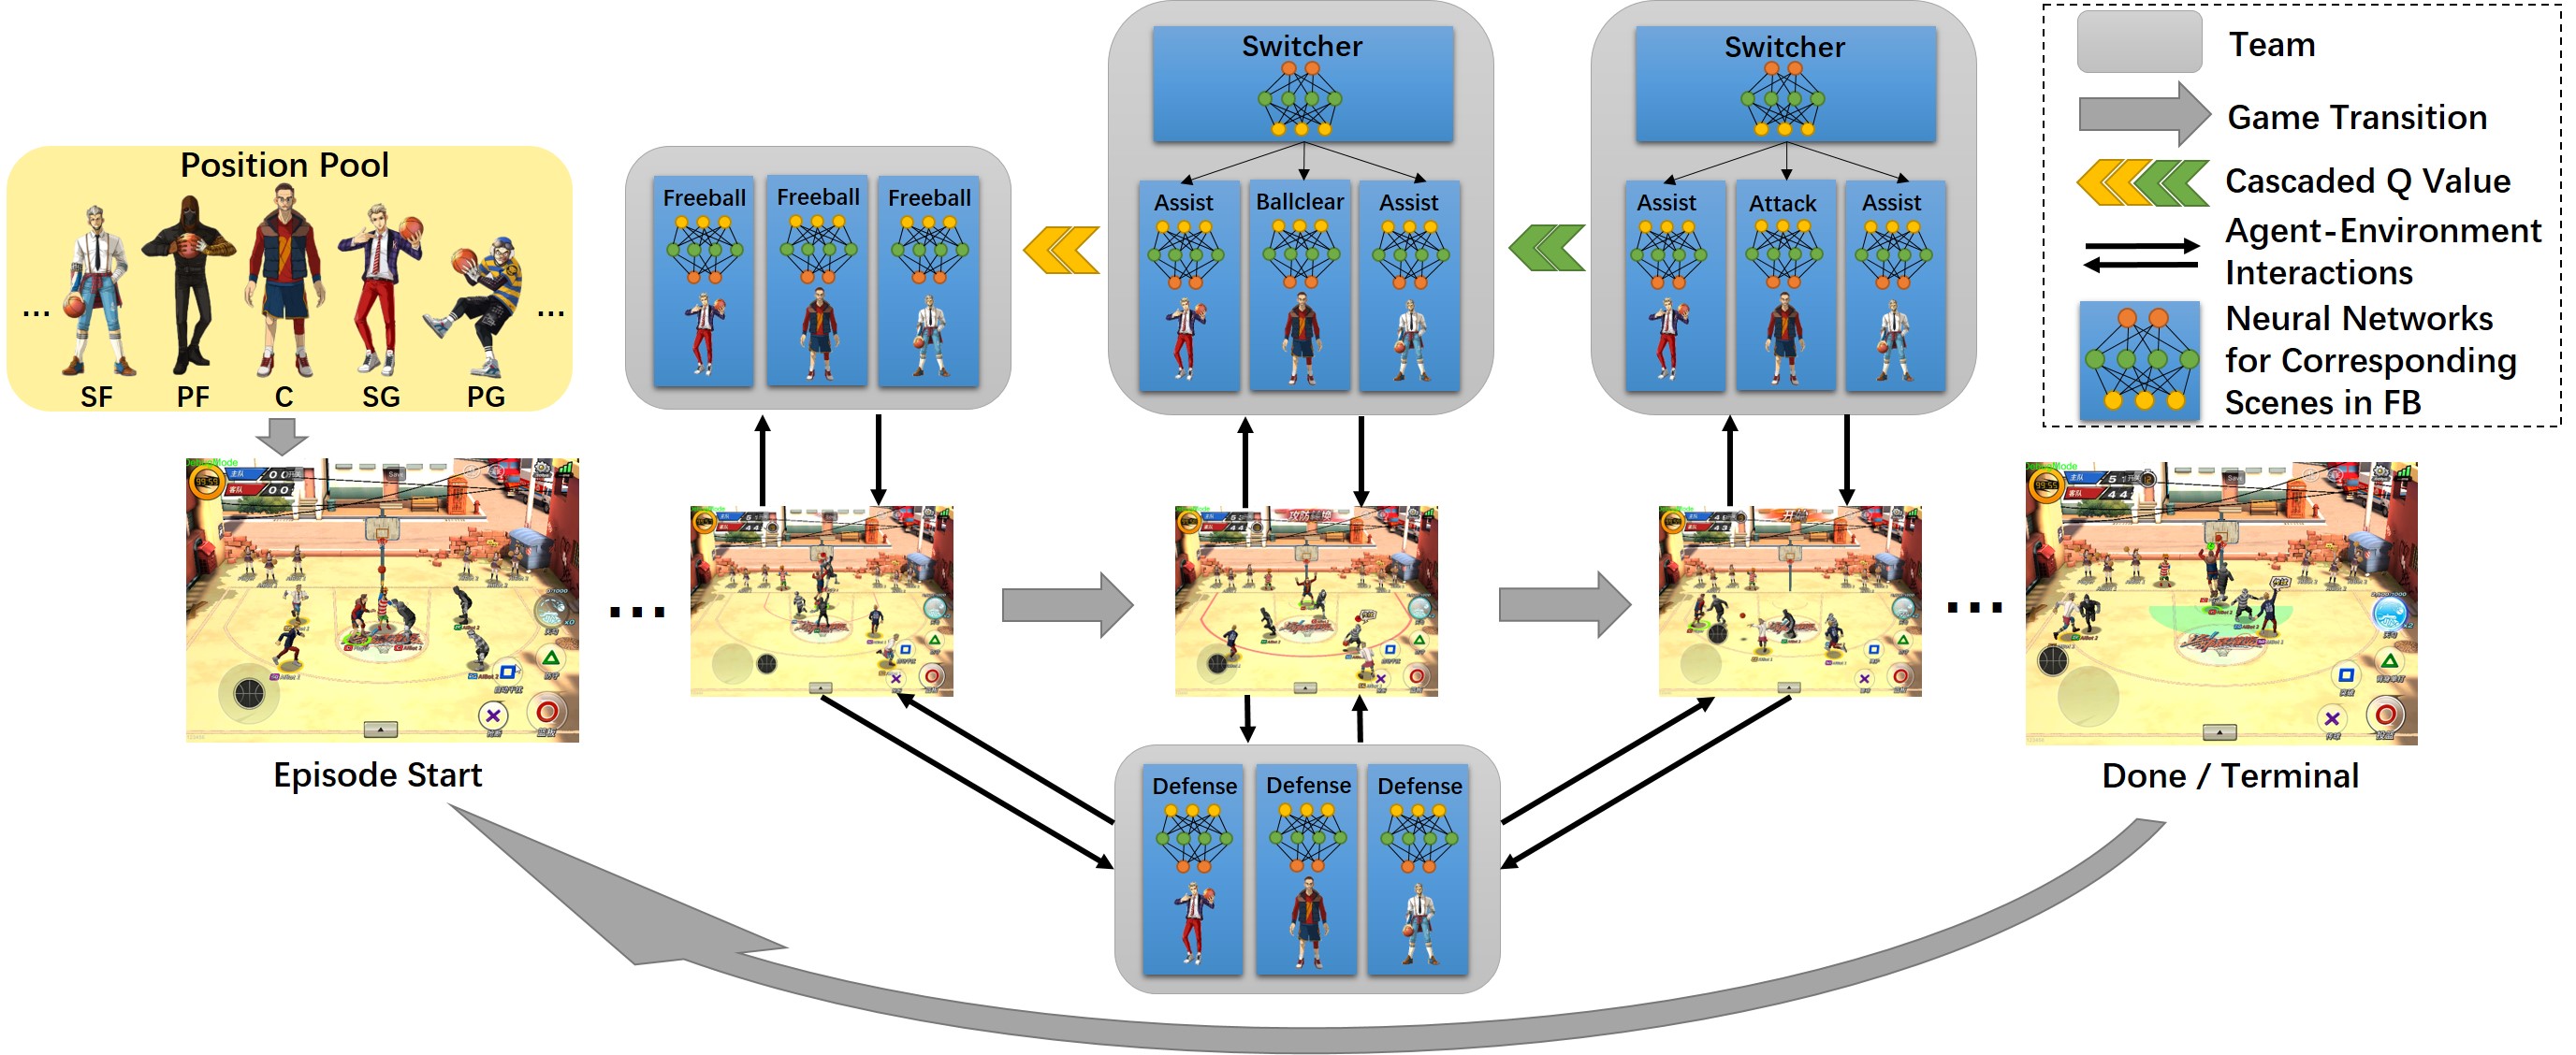 Position Pool
...
...
SF
PF
C
SG
PG
Freeball
Freeball
Freeball
Switcher
Assist
Ballclear
Assist
Switcher
Assist
Attack
Assist
Team
Game Transition
Cascaded Q Value
Agent-Environment
Interactions
Neural Networks
for Corresponding
Scenes in FB
...
...
Episode Start
Done / Terminal
Defense
Defense
Defense